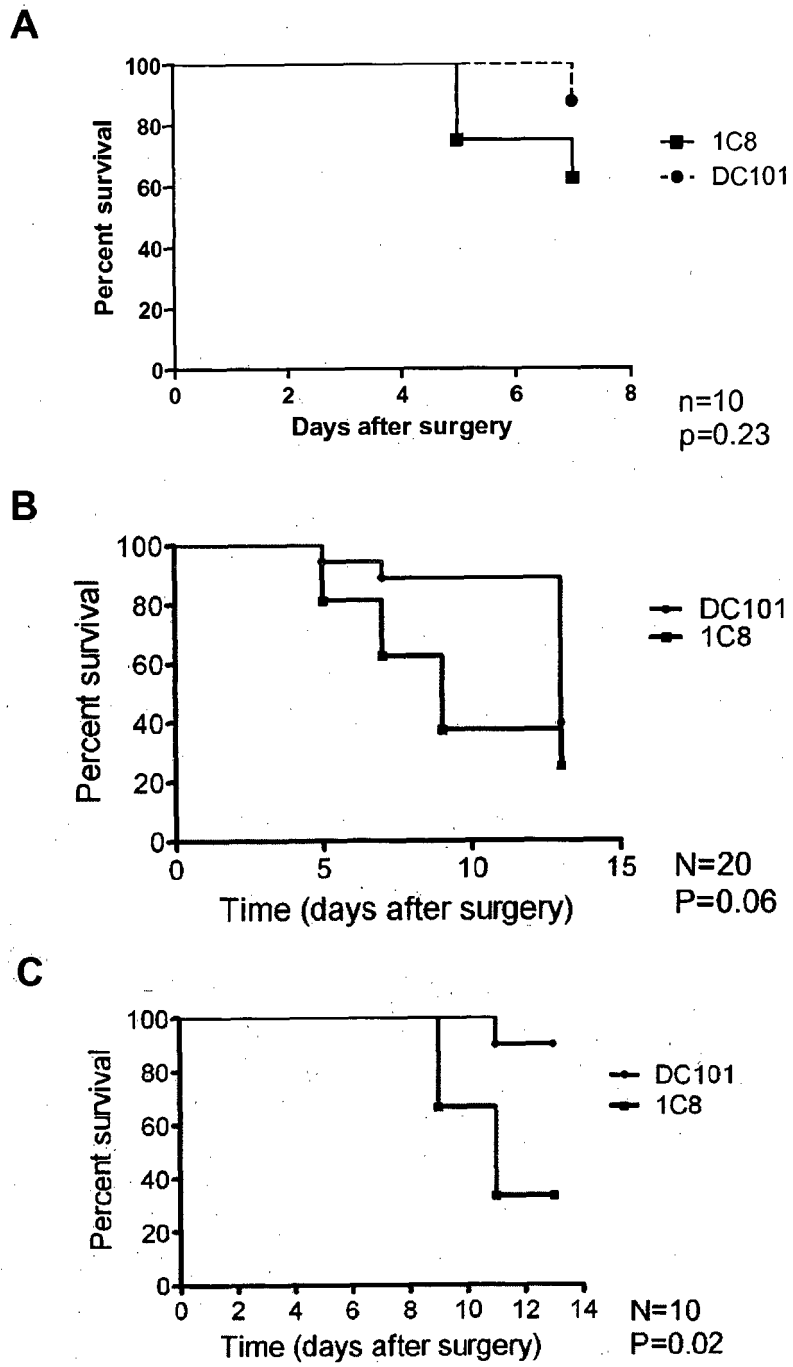 A
100
80
60
40
20
0
Percent survival
0 2 4 6 8
Days after surgery
1C8
DC101
n=10
p=0.23
B
100
80
60
40
20
0
Percent survival
0 5 10 15
Time (days after surgery)
DC101
1C8
N=20
P=0.06
C
100
80
60
40
20
0
Percent survival
0 2 4 6 8 10 12 14
Time (days after surgery)
DC101
1C8
N=10
P=0.02